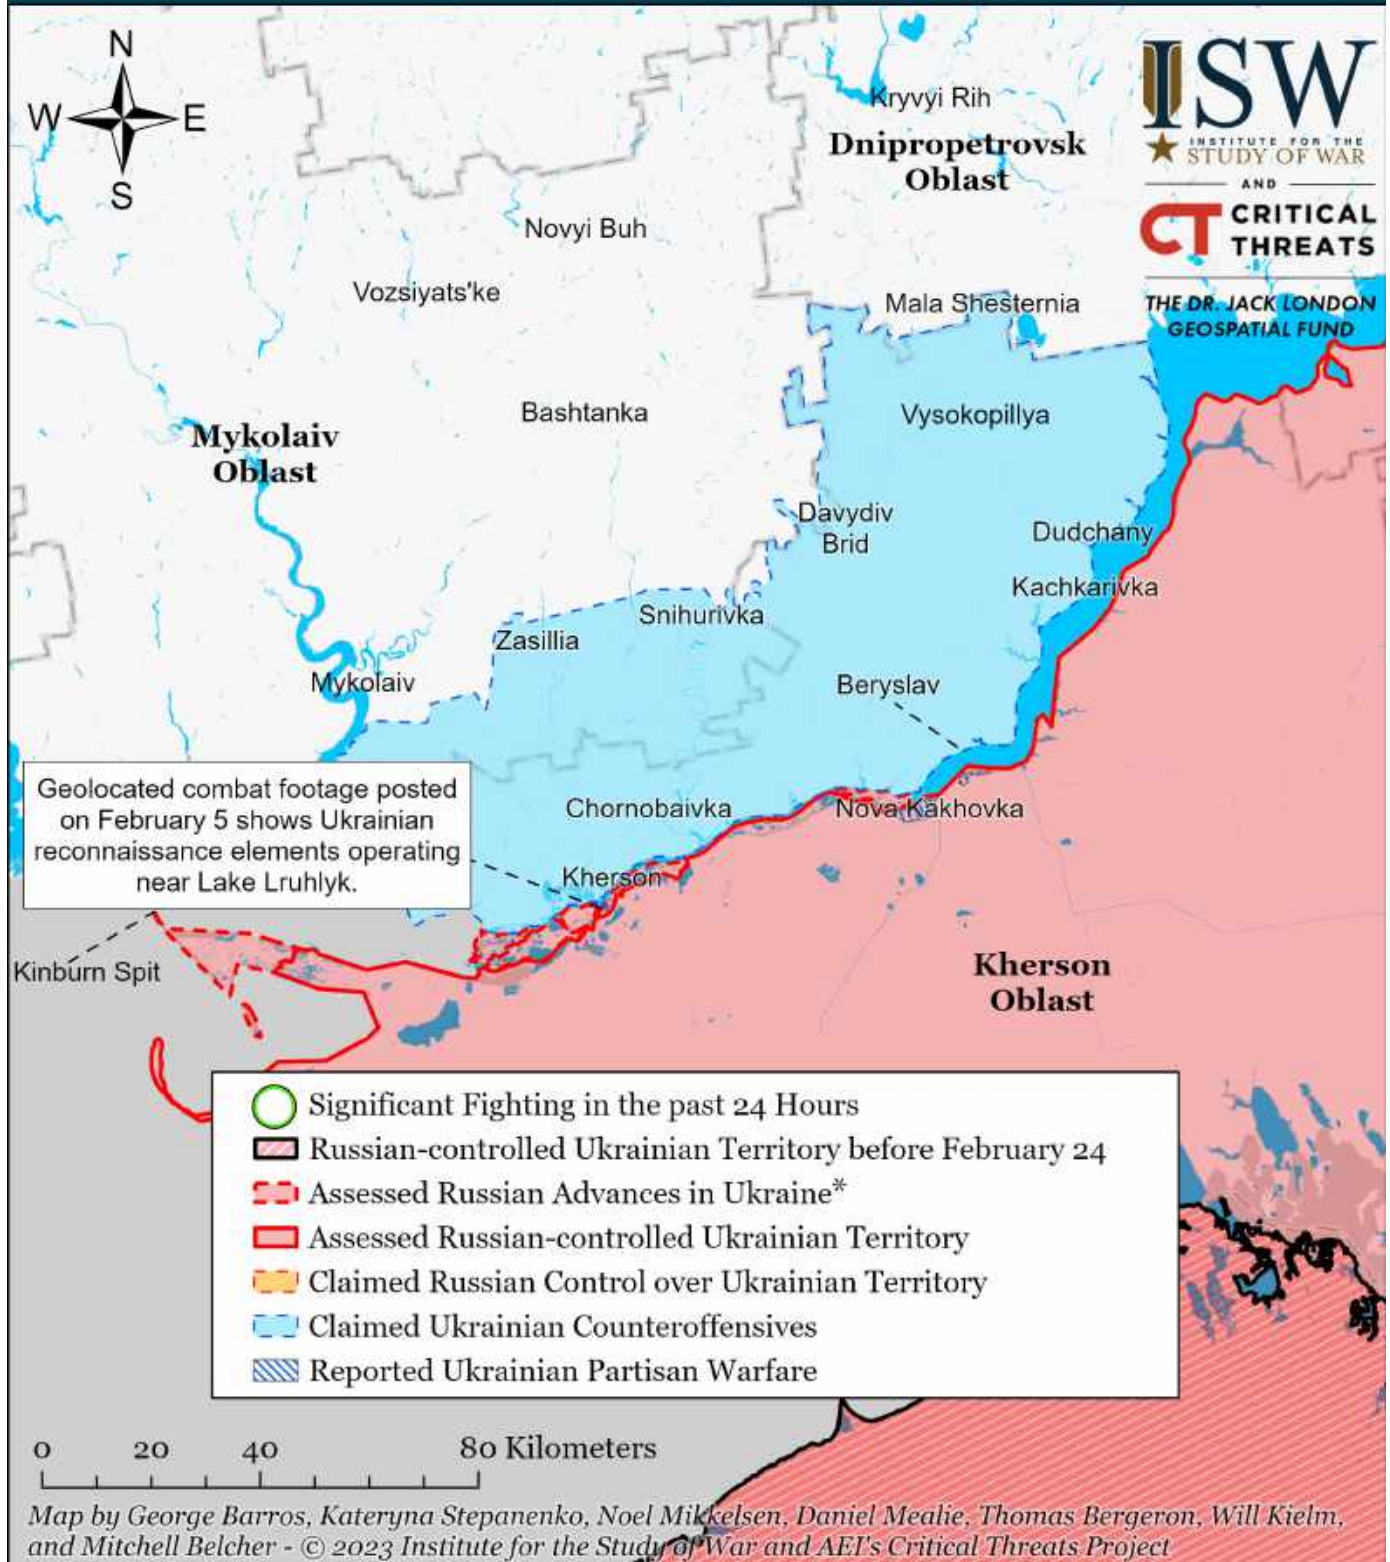 N
W E
S
Kryvyi Rih
Dnipropetrovsk
Oblast
ISW
INSTITUTE FOR THE
STUDY OF WAR
AND
CT CRITICAL
THREATS
THE DR. JACK LONDON
GEOSPATIAL FUND
Novyi Buh
Vozsiyats'ke
Mala Shesternia
Bashtanka
Vysokopillya
Mykolaiv
Oblast
Davydiv
Brid
Dudchany
Kachkarivka
Snihurivka
Zasillia
Mykolaiv
Beryslav
Geolocated combat footage posted
on February 5 shows Ukrainian
reconnaissance elements operating
near Lake Lruhlyk.
Chornobaivka
Nova Kakhovka
Kherson
Kinburn Spit
Kherson
Oblast
Significant Fighting in the past 24 Hours
Russian-controlled Ukrainian Territory before February 24
Assessed Russian Advances in Ukraine*
Assessed Russian-controlled Ukrainian Territory
Claimed Russian Control over Ukrainian Territory
Claimed Ukrainian Counteroffensives
Reported Ukrainian Partisan Warfare
0 20 40 80 Kilometers
Map by George Barros, Kateryna Stepanenko, Noel Mikkelsen, Daniel Mealie, Thomas Bergeron, Will Kielm,
and Mitchell Belcher - © 2023 Institute for the Study of War and AEI's Critical Threats Project